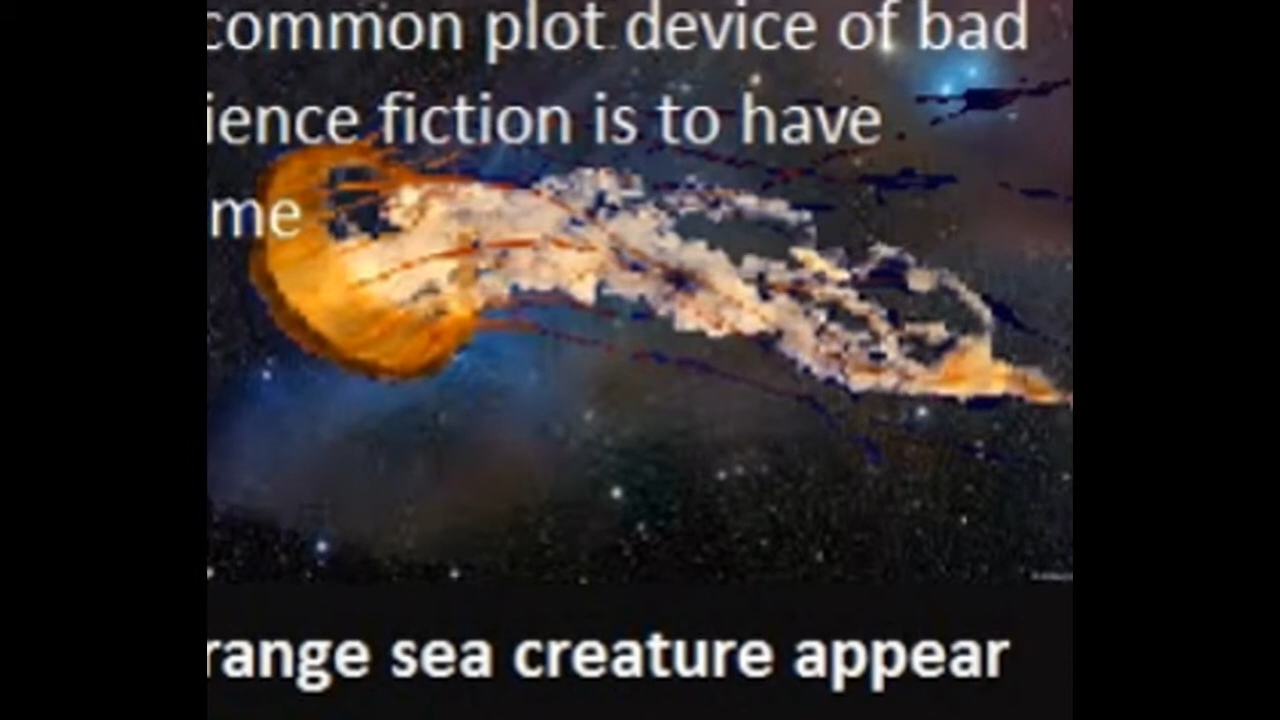 common plot device of bad
ience fiction is to have
me
range sea creature appear